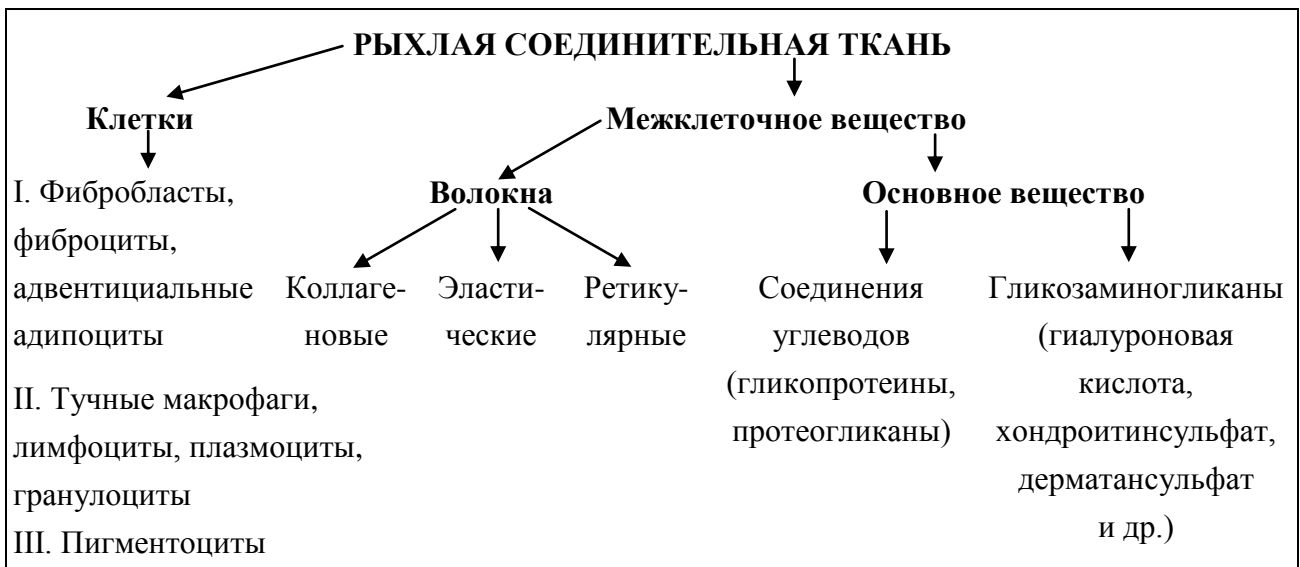 РЫХЛАЯ СОЕДИНИТЕЛЬНАЯ ТКАНЬ
Клетки
Межклеточное вещество
I. Фибробласты,
фиброциты,
адвентициальные
адипоциты
II. Тучные макрофаги,
лимфоциты, плазмоциты,
гранулоциты
III. Пигментоциты
Волокна
Коллаге-
новые
Эласти-
ческие
Ретику-
лярные
Основное вещество
Соединения
углеводов
(гликопротеины,
протеогликаны)
Гликозаминогликаны
(гиалуроновая
кислота,
хондроитинсульфат,
дерматансульфат
и др.)